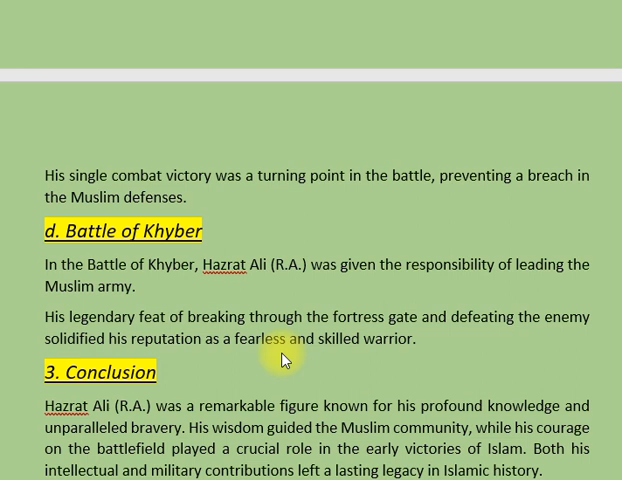 His single combat victory was a turning point in the battle, preventing a breach in
the Muslim defenses.
d. Battle of Khyber
In the Battle of Khyber, Hazrat Ali (R.A.) was given the responsibility of leading the
Muslim army.
His legendary feat of breaking through the fortress gate and defeating the enemy
solidified his reputation as a fearless and skilled warrior.
3. Conclusion
Hazrat Ali (R.A.) was a remarkable figure known for his profound knowledge and
unparalleled bravery. His wisdom guided the Muslim community, while his courage
on the battlefield played a crucial role in the early victories of Islam. Both his
intellectual and military contributions left a lasting legacy in Islamic history.